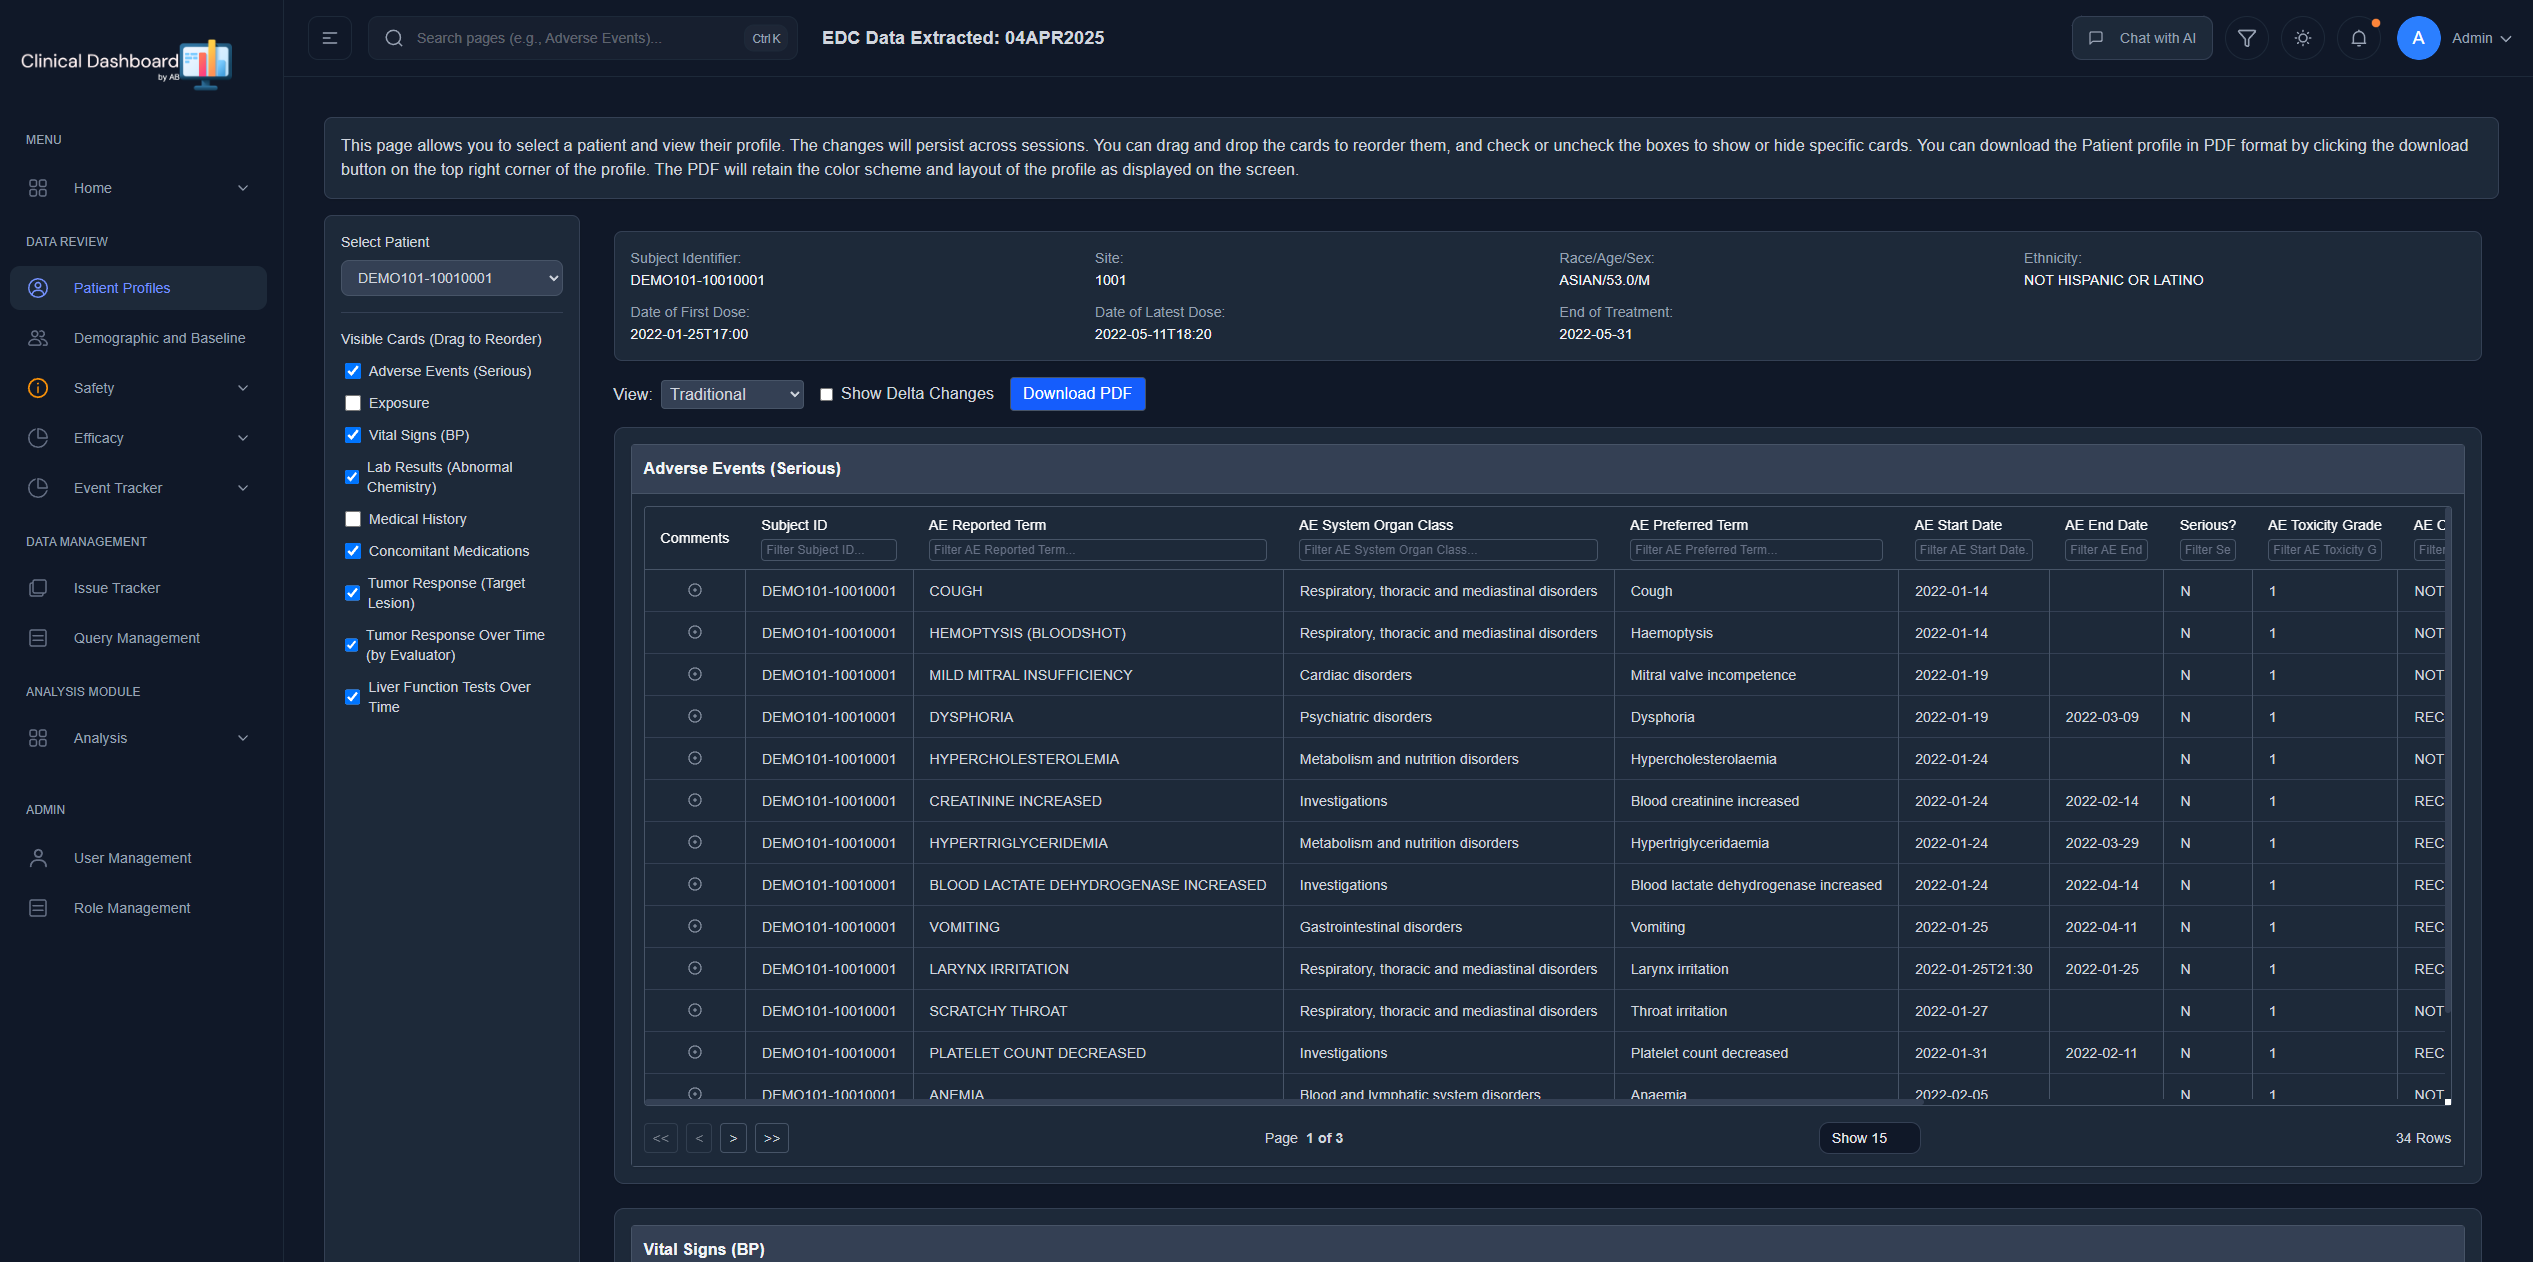 Clinical Dashboard
by AB
MENU
Home
DATA REVIEW
Patient Profiles
Demographic and Baseline
Safety
Efficacy
Event Tracker
DATA MANAGEMENT
Issue Tracker
Query Management
ANALYSIS MODULE
Analysis
ADMIN
User Management
Role Management
Search pages (e.g., Adverse Events)... Ctrl K
EDC Data Extracted: 04APR2025
Chat with AI
A Admin
This page allows you to select a patient and view their profile. The changes will persist across sessions. You can drag and drop the cards to reorder them, and check or uncheck the boxes to show or hide specific cards. You can download the Patient profile in PDF format by clicking the download
button on the top right corner of the profile. The PDF will retain the color scheme and layout of the profile as displayed on the screen.
Select Patient
DEMO101-10010001
Visible Cards (Drag to Reorder)
Adverse Events (Serious)
Exposure
Vital Signs (BP)
Lab Results (Abnormal
Chemistry)
Medical History
Concomitant Medications
Tumor Response (Target
Lesion)
Tumor Response Over Time
(by Evaluator)
Liver Function Tests Over
Time
Subject Identifier: Site: Race/Age/Sex: Ethnicity:
DEMO101-10010001 1001 ASIAN/53.0/M NOT HISPANIC OR LATINO
Date of First Dose: Date of Latest Dose: End of Treatment:
2022-01-25T17:00 2022-05-11T18:20 2022-05-31
View: Traditional Show Delta Changes Download PDF
Adverse Events (Serious)
Comments Subject ID AE Reported Term AE System Organ Class AE Preferred Term AE Start Date AE End Date Serious? AE Toxicity Grade AE C
Filter Subject ID... Filter AE Reported Term... Filter AE System Organ Class... Filter AE Preferred Term... Filter AE Start Date. Filter AE End Filter Se Filter AE Toxicity G Filter
DEMO101-10010001 COUGH Respiratory, thoracic and mediastinal disorders Cough 2022-01-14 N 1 NOT
DEMO101-10010001 HEMOPTYSIS (BLOODSHOT) Respiratory, thoracic and mediastinal disorders Haemoptysis 2022-01-14 N 1 NOT
DEMO101-10010001 MILD MITRAL INSUFFICIENCY Cardiac disorders Mitral valve incompetence 2022-01-19 N 1 NOT
DEMO101-10010001 DYSPHORIA Psychiatric disorders Dysphoria 2022-01-19 2022-03-09 N 1 REC
DEMO101-10010001 HYPERCHOLESTEROLEMIA Metabolism and nutrition disorders Hypercholesterolaemia 2022-01-24 N 1 NOT
DEMO101-10010001 CREATININE INCREASED Investigations Blood creatinine increased 2022-01-24 2022-02-14 N 1 REC
DEMO101-10010001 HYPERTRIGLYCERIDEMIA Metabolism and nutrition disorders Hypertriglyceridaemia 2022-01-24 2022-03-29 N 1 REC
DEMO101-10010001 BLOOD LACTATE DEHYDROGENASE INCREASED Investigations Blood lactate dehydrogenase increased 2022-01-24 2022-04-14 N 1 REC
DEMO101-10010001 VOMITING Gastrointestinal disorders Vomiting 2022-01-25 2022-04-11 N 1 REC
DEMO101-10010001 LARYNX IRRITATION Respiratory, thoracic and mediastinal disorders Larynx irritation 2022-01-25T21:30 2022-01-25 N 1 REC
DEMO101-10010001 SCRATCHY THROAT Respiratory, thoracic and mediastinal disorders Throat irritation 2022-01-27 N 1 NOT
DEMO101-10010001 PLATELET COUNT DECREASED Investigations Platelet count decreased 2022-01-31 2022-02-11 N 1 REC
DEMO101-10010001 ANEMIA Blood and lymphatic system disorders Anaemia 2022-02-05 N 1 NOT
<< < > >> Page 1 of 3 Show 15 34 Rows
Vital Signs (BP)